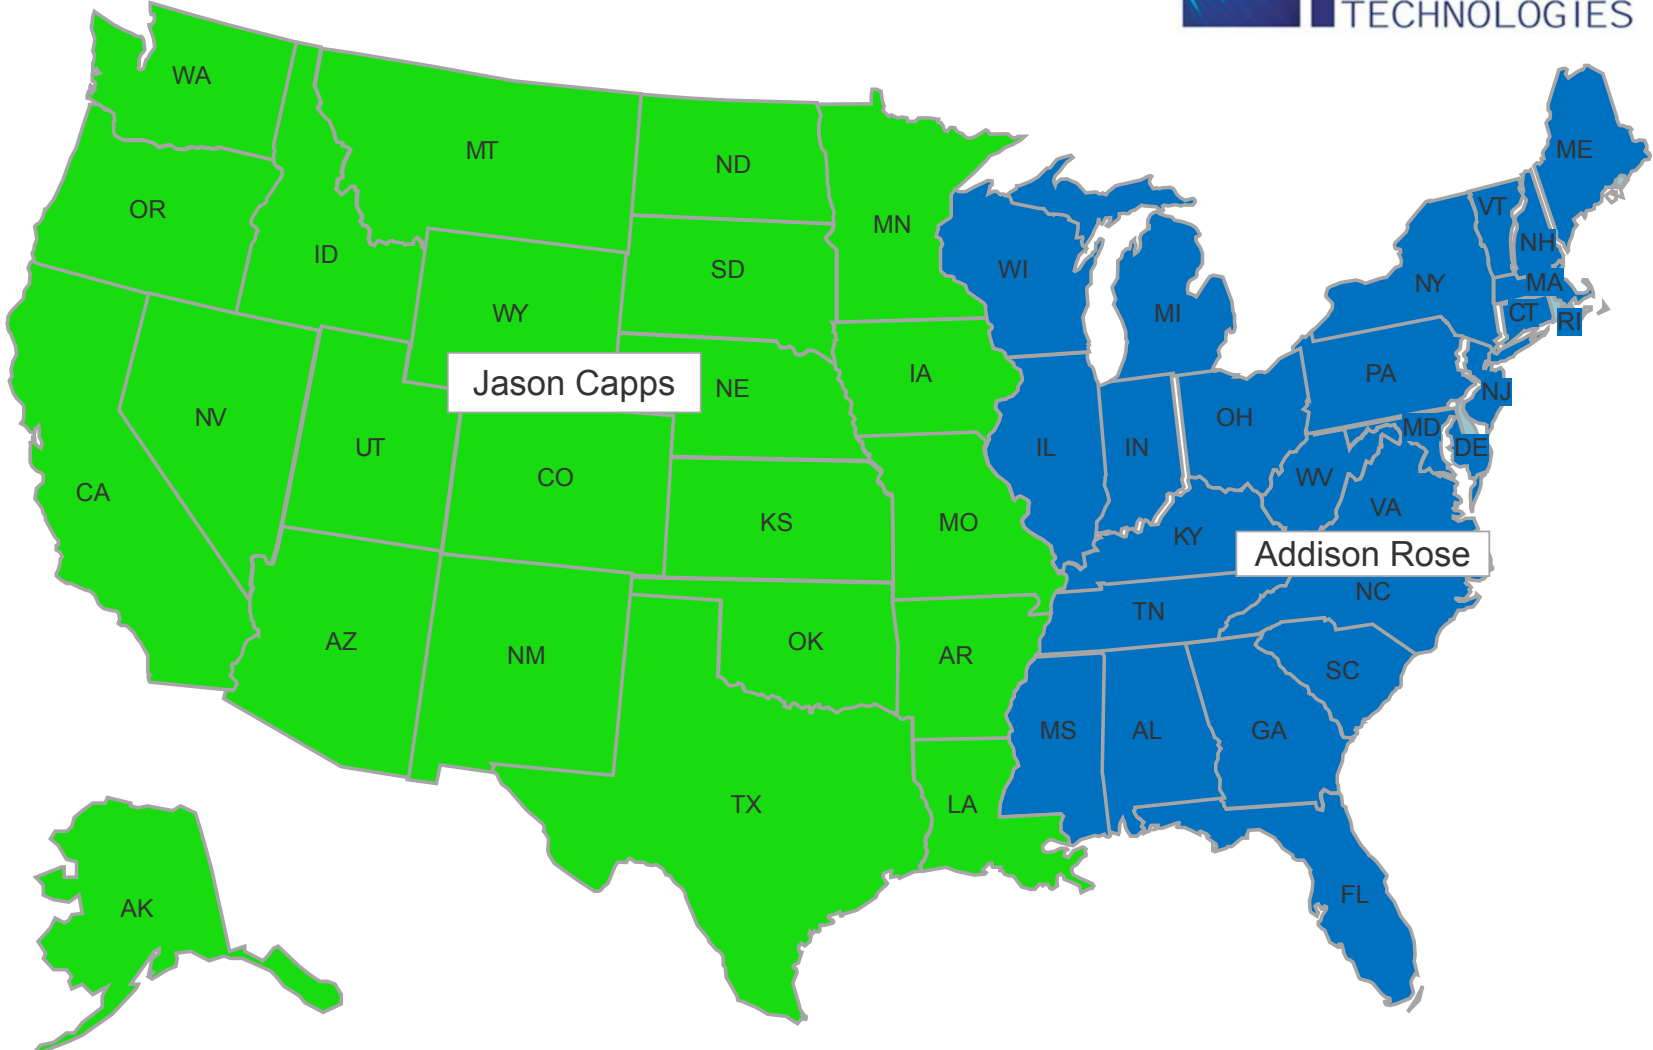 TECHNOLOGIES
WA
OR
CA
NV
ID
MT
WY
UT
AZ
CO
NM
ND
SD
NE
KS
OK
TX
MN
IA
MO
AR
LA
AK
Jason Capps
WI
MI
IL
IN
OH
KY
TN
MS
AL
GA
FL
SC
NC
VA
WV
PA
NY
VT
NH
ME
MA
CT
RI
NJ
MD
DE
Addison Rose